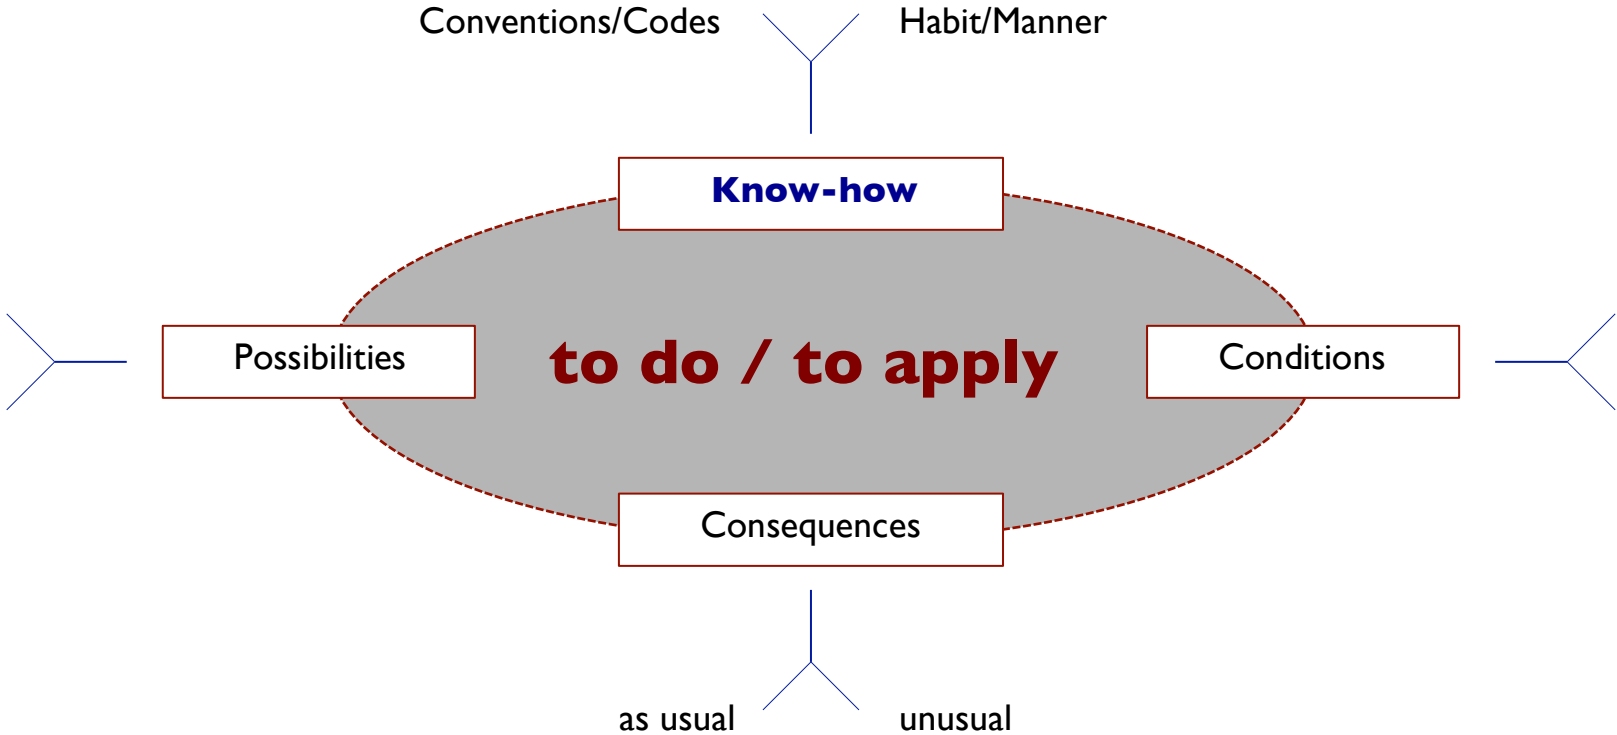 Conventions/Codes
Habit/Manner
Know-how
Possibilities
to do / to apply
Conditions
Consequences
as usual
unusual